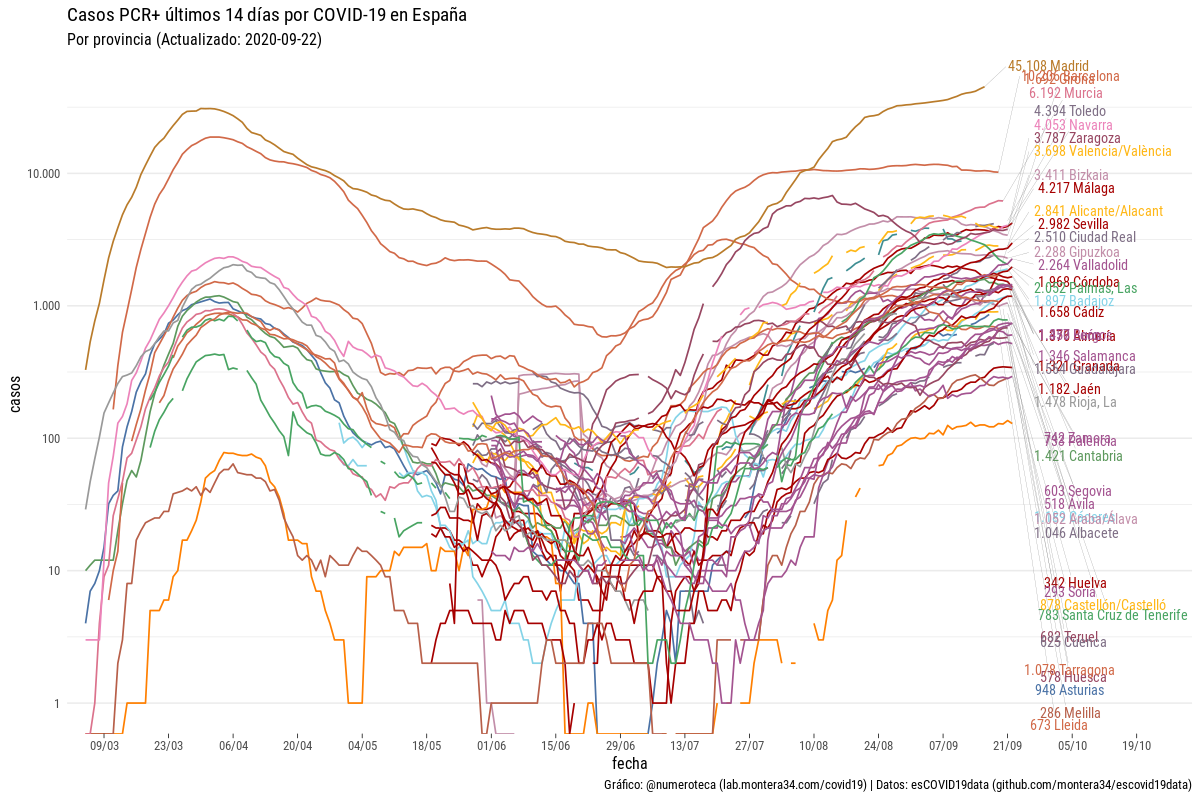 Casos PCR+ últimos 14 días por COVID-19 en España
Por provincia (Actualizado: 2020-09-22)
45.108 Madrid
Barcelona
Girona
6.192 Murcia
4.394 Toledo
4.053 Navarra
3.787 Zaragoza
3.698 Valencia/València
3.411 Bizkaia
4.217 Málaga
2.841 Alicante/Alacant
2.982 Sevilla
2.510 Ciudad Real
2.288 Gipuzkoa
2.264 Valladolid
1.968 Córdoba
Palmas, Las
1.897 Badajoz
1.658 Cádiz
Almería
1.346 Salamanca
1.321 Granada
1.182 Jaén
1.478 Rioja, La
742 Zamora
Palencia
1.421 Cantabria
603 Segovia
518 Ávila
1.052 Araba/Álava
1.046 Albacete
342 Huelva
293 Soria
878 Castellón/Castelló
783 Santa Cruz de Tenerife
682 Teruel
623 Cuenca
1.078 Tarragona
578 Huesca
948 Asturias
286 Melilla
673 Lleida
10.000
1.000
100
10
1
casos
09/03 23/03 06/04 20/04 04/05 18/05 01/06 15/06 29/06 13/07 27/07 10/08 24/08 07/09 21/09 05/10 19/10
fecha
Gráfico: @numeroteca (lab.montera34.com/covid19) | Datos: esCOVID19data (github.com/montera34/escovid19data)